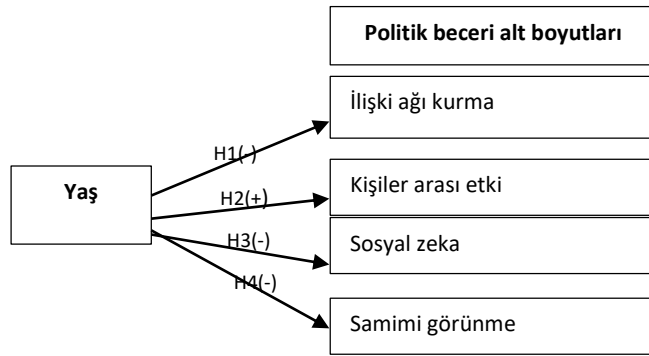 Politik beceri alt boyutları
İlişki ağı kurma
H1(-)
Yaş
Kişiler arası etki
H2(+)
H3(-)
Sosyal zeka
H4(-)
Samimi görünme